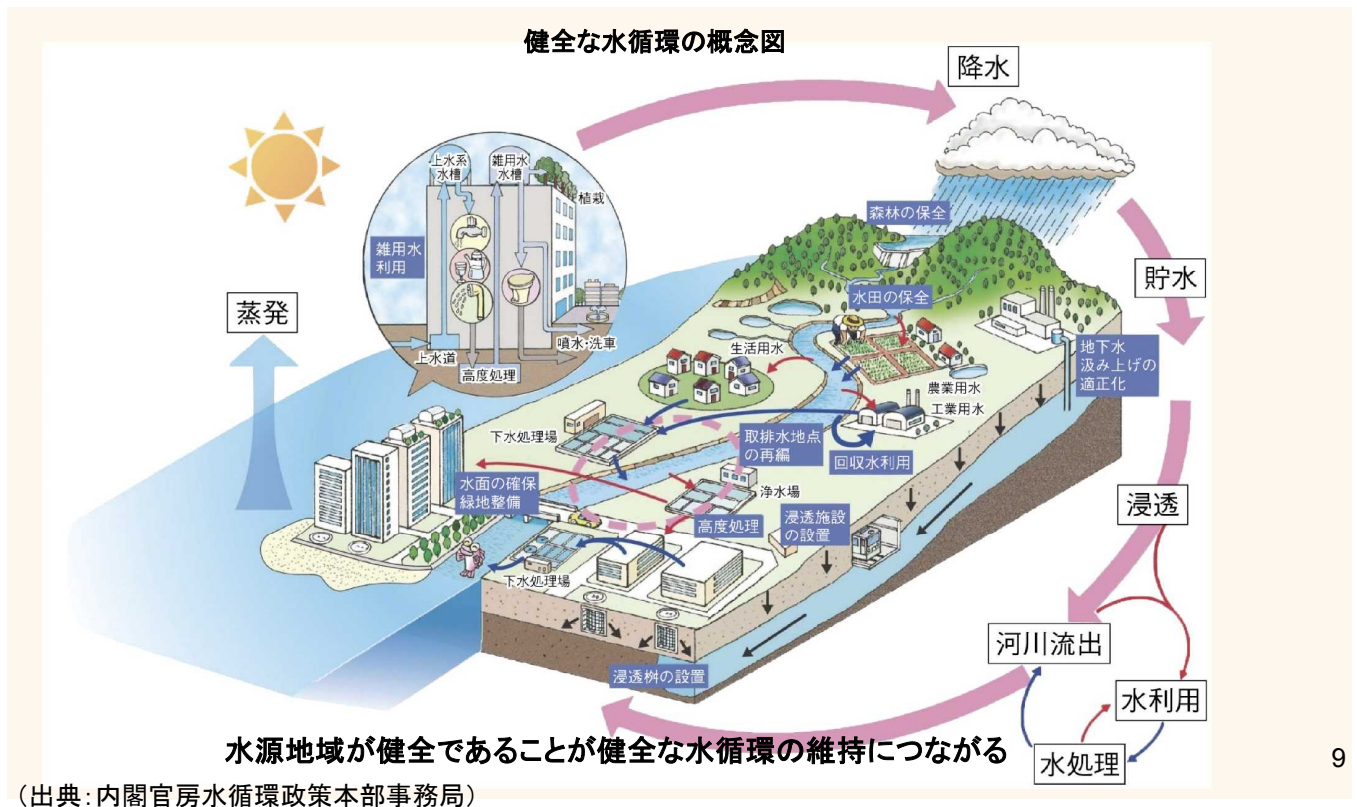 健全な水循環の概念図
降水
上水系
水槽
雑用水
水槽
植栽
雑用水
利用
森林の保全
貯水
蒸発
水田の保全
噴水・洗車
上水道
高度処理
生活用水
地下水
汲み上げの
適正化
農業用水
工業用水
下水処理場
取排水地点
の再編
回収水利用
水面の確保
緑地整備
浄水場
高度処理
浸透施設
の設置
浸透
下水処理場
河川流出
浸透桝の設置
水利用
水源地域が健全であることが健全な水循環の維持につながる
水処理
9
（出典：内閣官房水循環政策本部事務局）